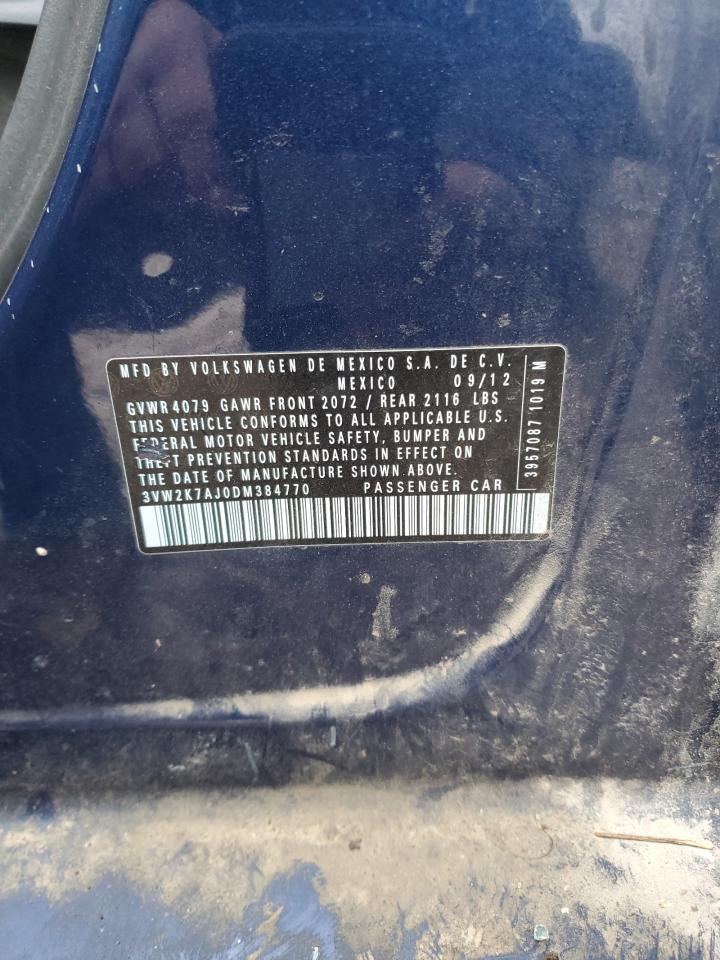 MFD BY VOLKSWAGEN DE MEXICO S.A. DE C.V.
MEXICO 09/12
GVWR 4079 GAWR FRONT 2072 / REAR 2116 LBS
THIS VEHICLE CONFORMS TO ALL APPLICABLE U.S.
FEDERAL MOTOR VEHICLE SAFETY, BUMPER AND
THEFT PREVENTION STANDARDS IN EFFECT ON
THE DATE OF MANUFACTURE SHOWN ABOVE.
3VW2K7AJ0DM384770 PASSENGER CAR
3957087 1019 M